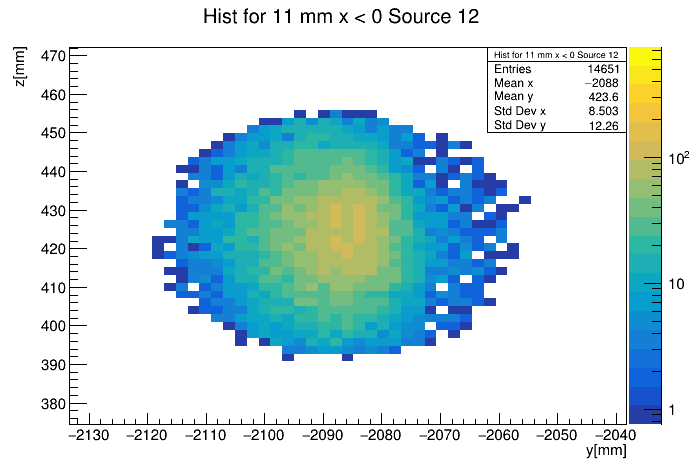 Hist for 11 mm x < 0 Source 12
z[mm]
470
460
450
440
430
420
410
400
390
380
Hist for 11 mm x < 0 Source 12
Entries 14651
Mean x −2088
Mean y 423.6
Std Dev x 8.503
Std Dev y 12.26
10²
10
1
−2130 −2120 −2110 −2100 −2090 −2080 −2070 −2060 −2050 −2040
y[mm]